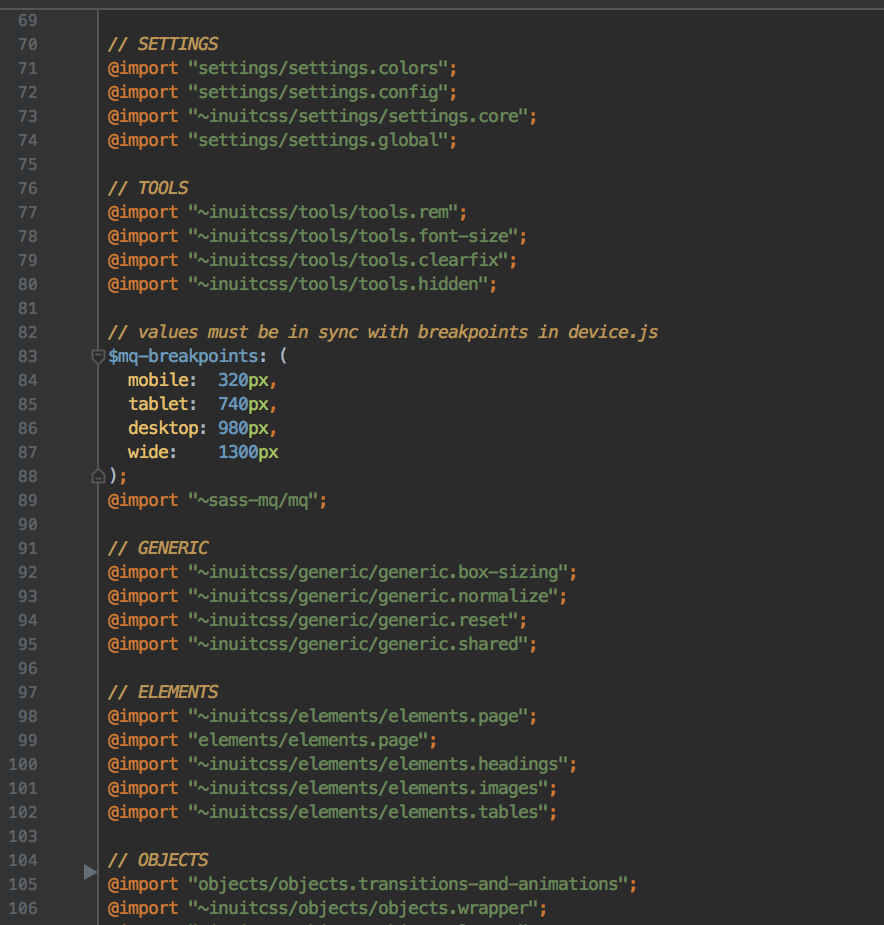 69
70 // SETTINGS
71 @import "settings/settings.colors";
72 @import "settings/settings.config";
73 @import "~inuitcss/settings/settings.core";
74 @import "settings/settings.global";
75
76 // TOOLS
77 @import "~inuitcss/tools/tools.rem";
78 @import "~inuitcss/tools/tools.font-size";
79 @import "~inuitcss/tools/tools.clearfix";
80 @import "~inuitcss/tools/tools.hidden";
81
82 // values must be in sync with breakpoints in device.js
83 $mq-breakpoints: (
84   mobile:  320px,
85   tablet:  740px,
86   desktop: 980px,
87   wide:    1300px
88 );
89 @import "~sass-mq/mq";
90
91 // GENERIC
92 @import "~inuitcss/generic/generic.box-sizing";
93 @import "~inuitcss/generic/generic.normalize";
94 @import "~inuitcss/generic/generic.reset";
95 @import "~inuitcss/generic/generic.shared";
96
97 // ELEMENTS
98 @import "~inuitcss/elements/elements.page";
99 @import "elements/elements.page";
100 @import "~inuitcss/elements/elements.headings";
101 @import "~inuitcss/elements/elements.images";
102 @import "~inuitcss/elements/elements.tables";
103
104 // OBJECTS
105 @import "objects/objects.transitions-and-animations";
106 @import "~inuitcss/objects/objects.wrapper";